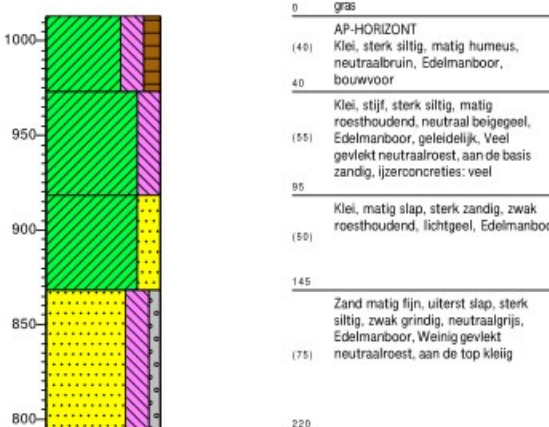 0 gras
AP-HORIZONT
1000 (40) Klei, sterk siltig, matig humeus,
neutraalbruin, Edelmanboor,
40 bouwvoor
Klei, stijf, sterk siltig, matig
roesthoudend, neutraal beigegeel,
950 (55) Edelmanboor, geleidelijk, Veel
gevlekt neutraalroest, aan de basis
zandig, ijzerconcreties: veel
95
Klei, matig slap, sterk zandig, zwak
roesthoudend, lichtgeel, Edelmanboo
900 (50)
145
Zand matig fijn, uiterst slap, sterk
siltig, zwak grindig, neutraalgrijs,
850 Edelmanboor, Weinig gevlekt
(75) neutraalroest, aan de top kleiig
800 220